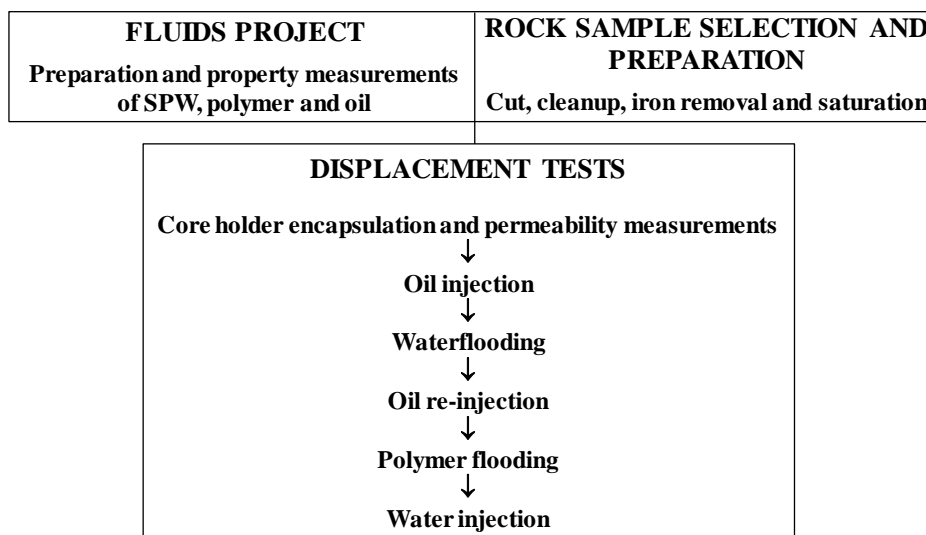 FLUIDS PROJECT
Preparation and property measurements
of SPW, polymer and oil
ROCK SAMPLE SELECTION AND
PREPARATION
Cut, cleanup, iron removal and saturation
DISPLACEMENT TESTS
Core holder encapsulation and permeability measurements
↓
Oil injection
↓
Waterflooding
↓
Oil re-injection
↓
Polymer flooding
↓
Water injection